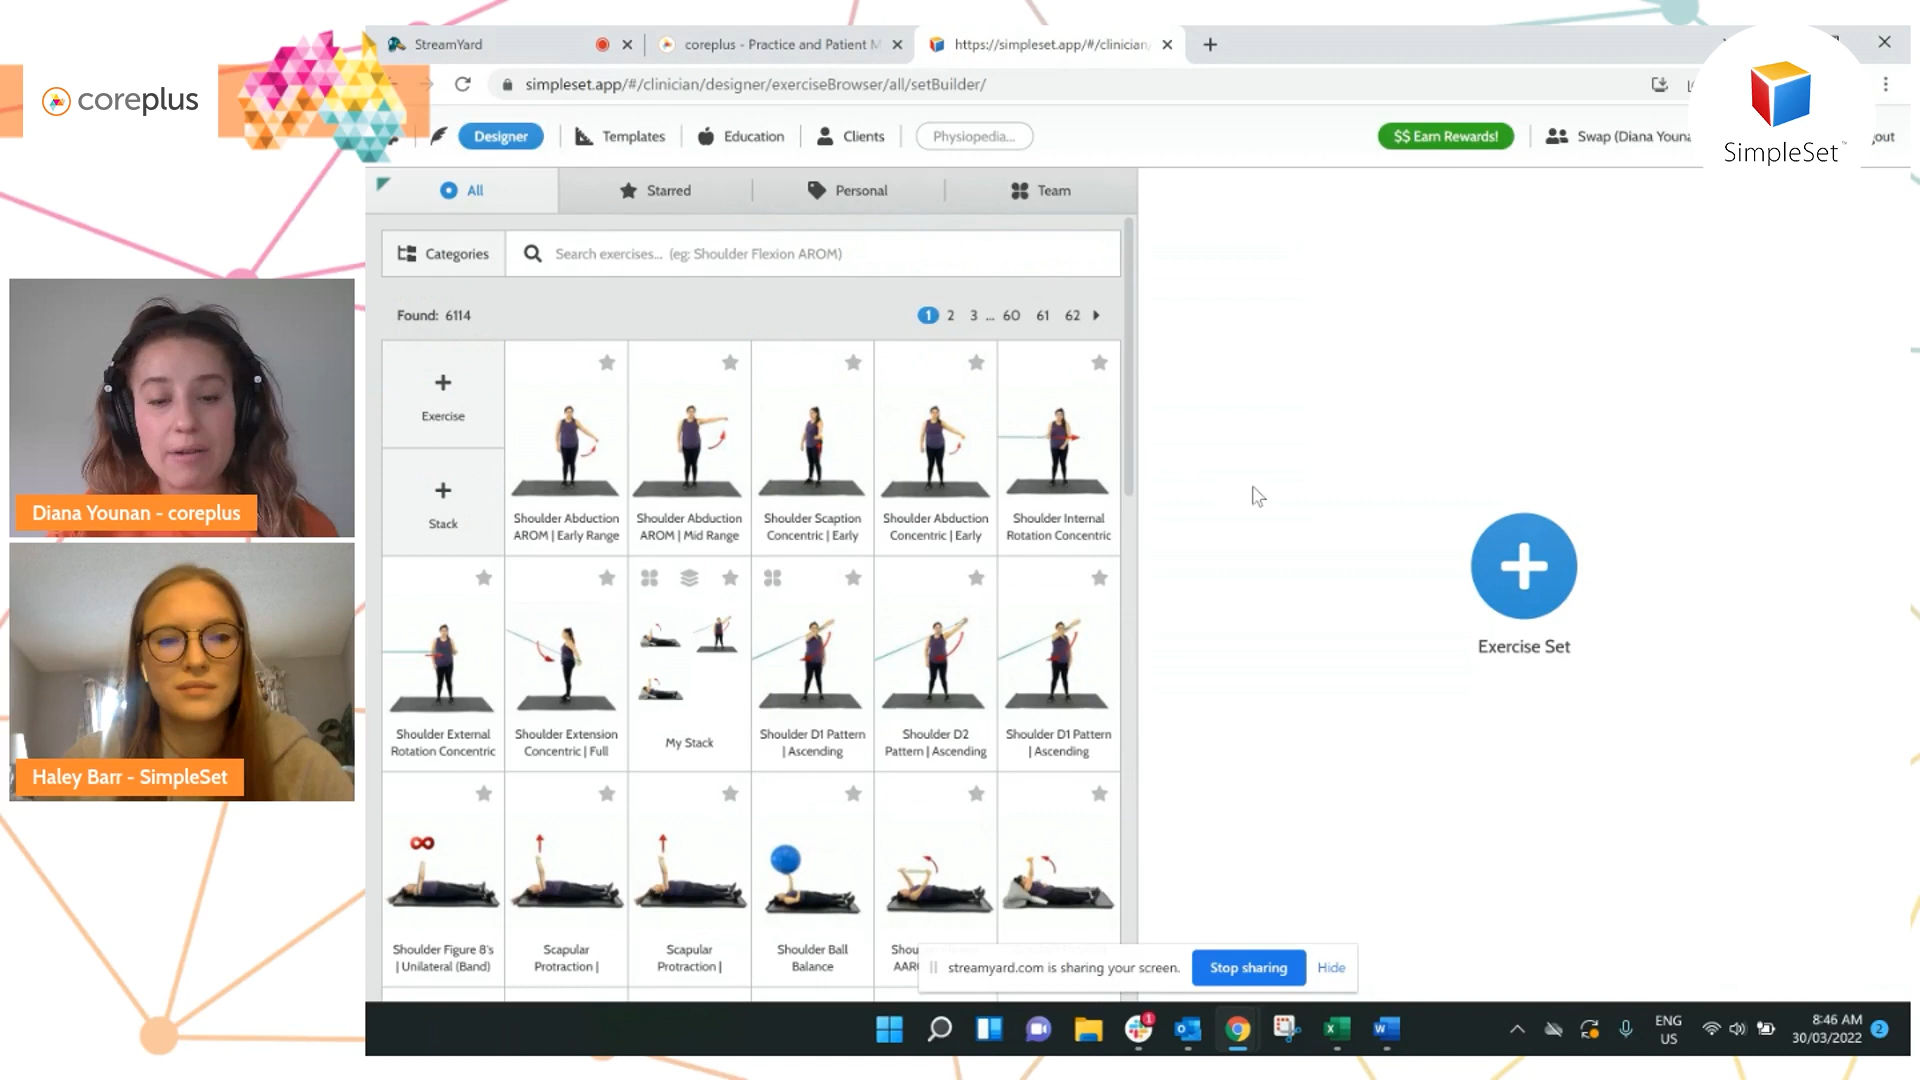 coreplus
StreamYard
coreplus - Practice and Patient M
https://simpleset.app/#/clinician/
simpleset.app/#/clinician/designer/exerciseBrowser/all/setBuilder/
Designer
Templates
Education
Clients
Physiopedia...
$$ Earn Rewards!
Swap (Diana Youna
out
SimpleSet
All
Starred
Personal
Team
Categories
Search exercises... (eg: Shoulder Flexion AROM)
Found: 6114
1 2 3 ... 60 61 62
Exercise
Stack
Shoulder Abduction
AROM | Early Range
Shoulder Abduction
AROM | Mid Range
Shoulder Scaption
Concentric | Early
Shoulder Abduction
Concentric | Early
Shoulder Internal
Rotation Concentric
Shoulder External
Rotation Concentric
Shoulder Extension
Concentric | Full
My Stack
Shoulder D1 Pattern
| Ascending
Shoulder D2
Pattern | Ascending
Shoulder D1 Pattern
| Ascending
Shoulder Figure 8's
| Unilateral (Band)
Scapular
Protraction |
Scapular
Protraction |
Shoulder Ball
Balance
Shou
AAR
Exercise Set
Diana Younan - coreplus
Haley Barr - SimpleSet
streamyard.com is sharing your screen.
Stop sharing
Hide
1
ENG
US
8:46 AM
30/03/2022
2